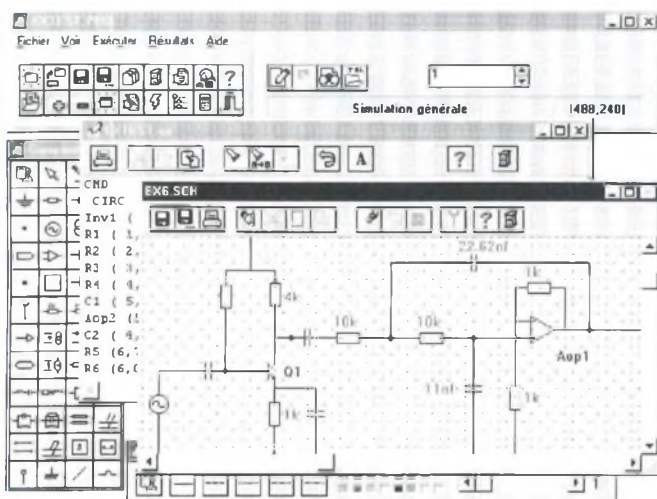 Fichier Voir Exécuter Résultats Aide
?
1
Simulation générale [488,240]
A ?
CMD
CIRC
Inv1 (
R1 ( 1,
R2 ( 2,
R3 ( 3,
R4 ( 4,
C1 ( 5,
Aop2 (
C2 ( 4,
R5 (6,
R6 (6,
EX6.SCH
?
22.62nf
1k
4k
10k
10k
Aop1
Q1
11nf
1k
1k
1